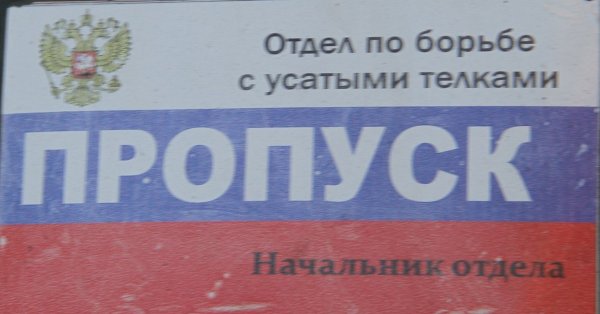 Отдел по борьбе
с усатыми телками
ПРОПУСК
Начальник отдела